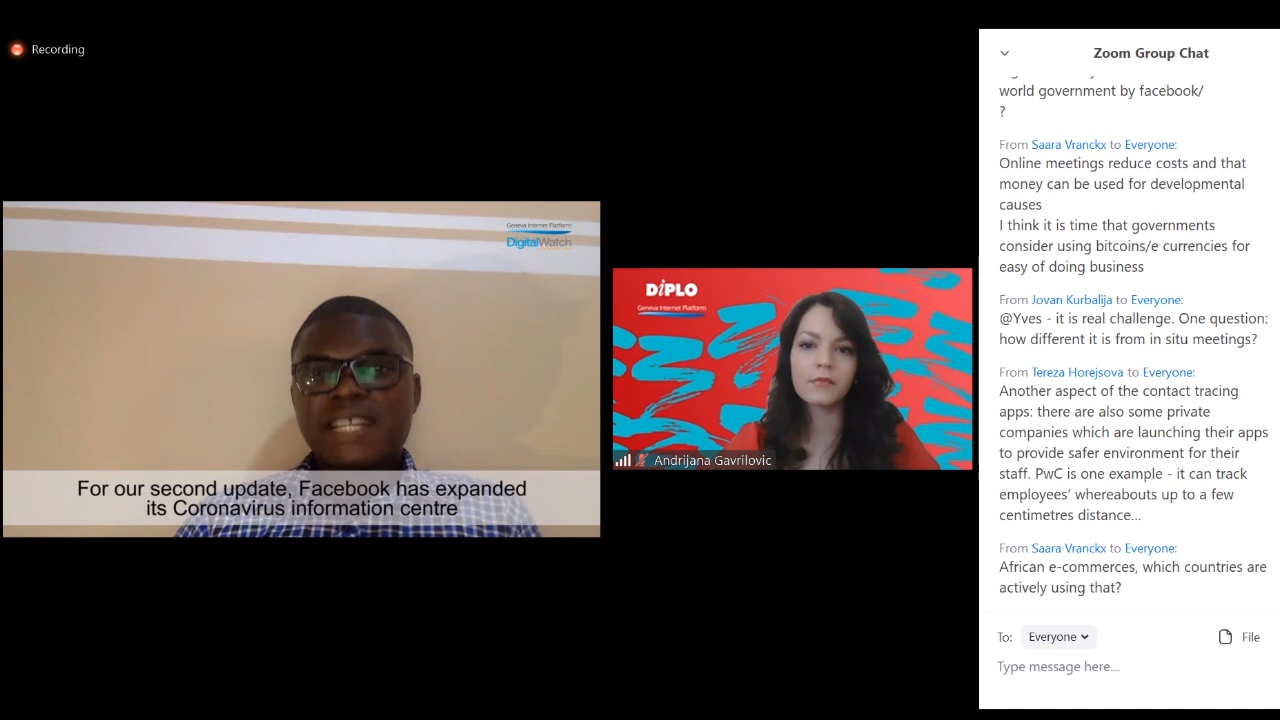 Recording
Geneva Internet Platform
DigitalWatch
For our second update, Facebook has expanded
its Coronavirus information centre
DiPLO
Geneva Internet Platform
Andrijana Gavrilovic
Zoom Group Chat
world government by facebook/
?
From Saara Vranckx to Everyone:
Online meetings reduce costs and that
money can be used for developmental
causes
I think it is time that governments
consider using bitcoins/e currencies for
easy of doing business
From Jovan Kurbalija to Everyone:
@Yves - it is real challenge. One question:
how different it is from in situ meetings?
From Tereza Horejsova to Everyone:
Another aspect of the contact tracing
apps: there are also some private
companies which are launching their apps
to provide safer environment for their
staff. PwC is one example - it can track
employees’ whereabouts up to a few
centimetres distance...
From Saara Vranckx to Everyone:
African e-commerces, which countries are
actively using that?
To: Everyone File
Type message here...